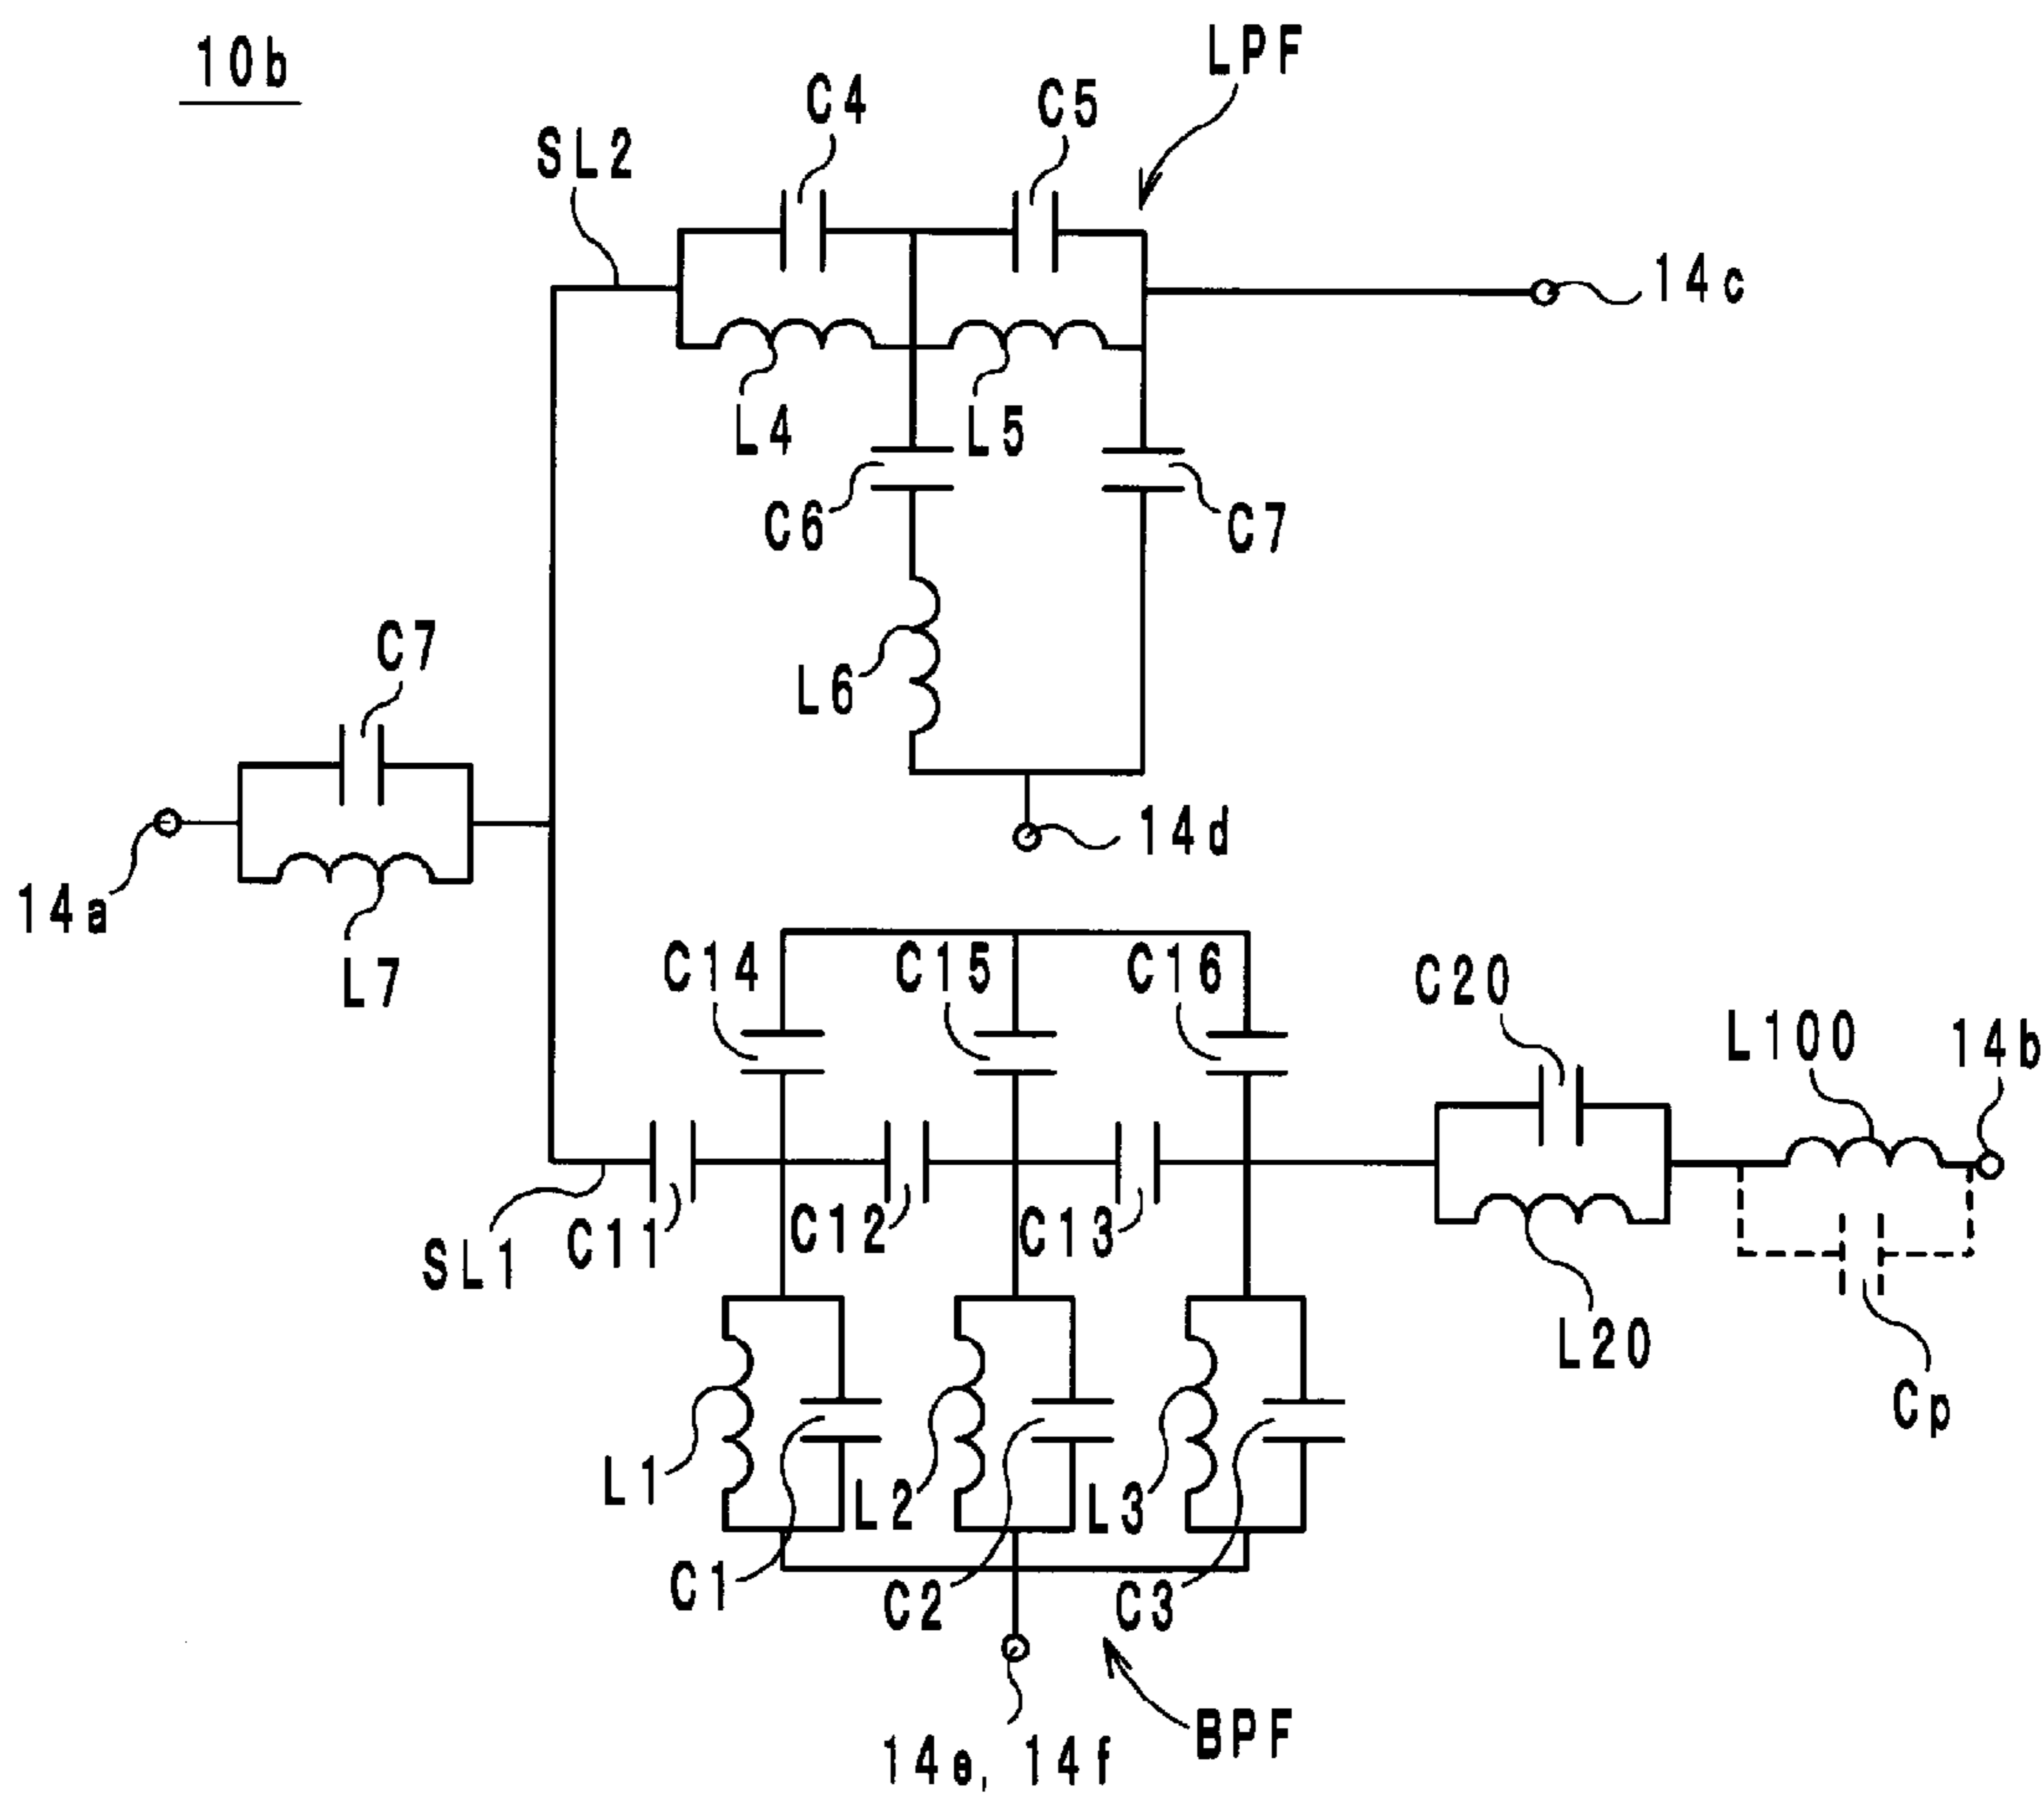 10b
LPF
C4
C5
SL2
14c
L4
L5
C6
C7
L6
C7
14d
14a
L7
C14
C15
C16
C20
L100
14b
SL1
C11
C12
C13
L20
Cp
L1
L2
L3
C1
C2
C3
BPF
14e, 14f